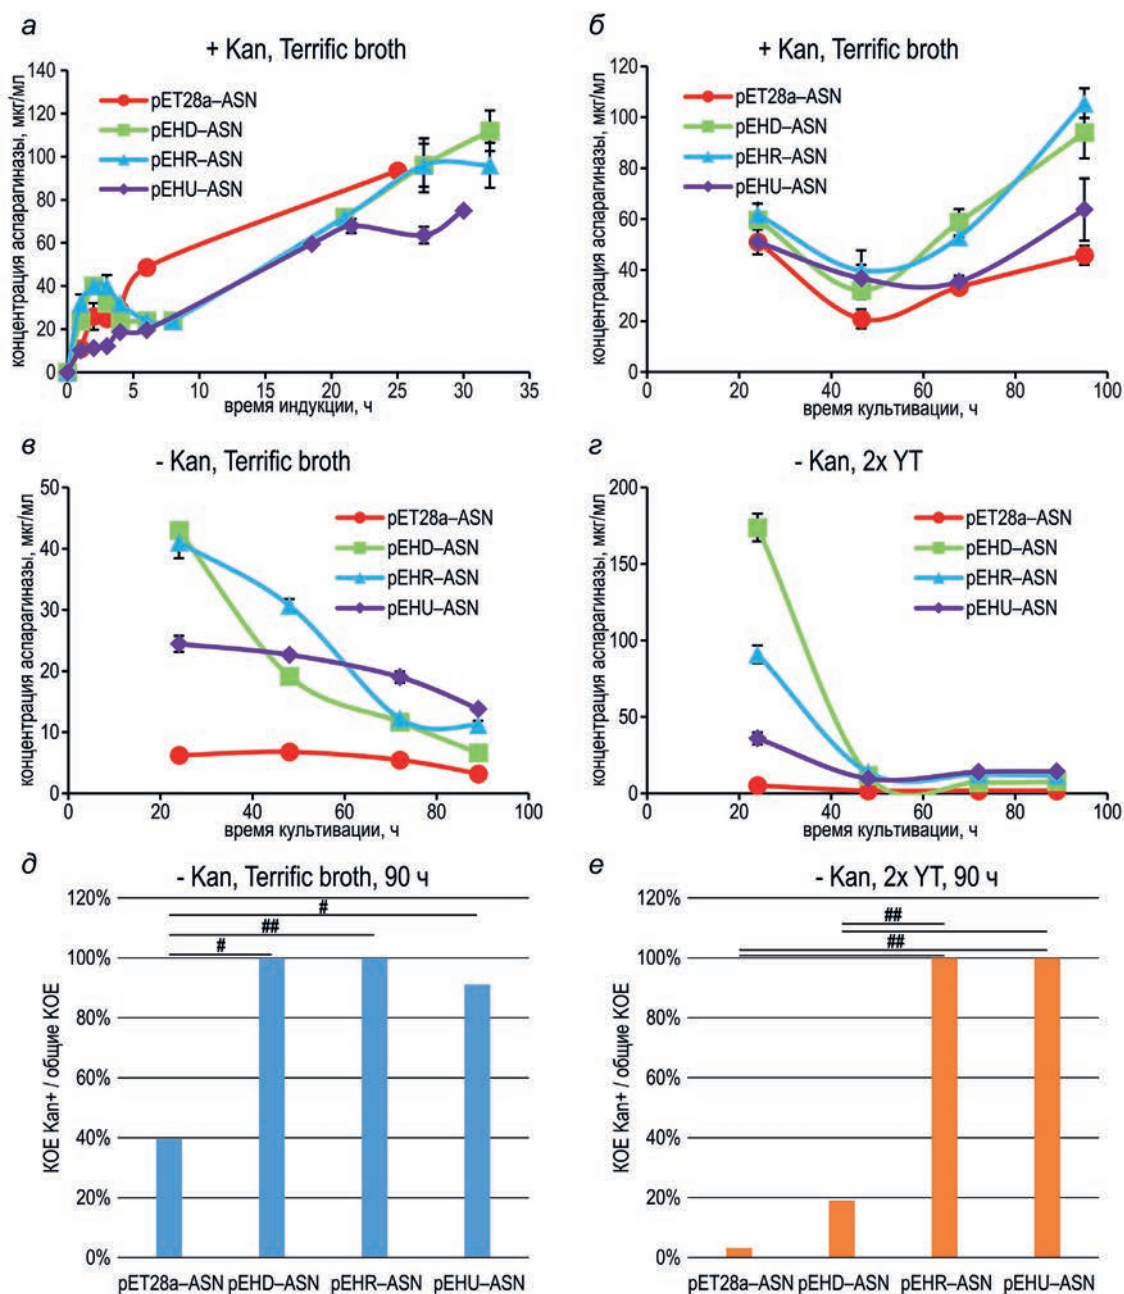 а
+ Kan, Terrific broth
концентрация аспарагиназы, мкг/мл
140
120
100
80
60
40
20
0
pET28a–ASN
pEHD–ASN
pEHR–ASN
pEHU–ASN
0 5 10 15 20 25 30 35
время индукции, ч
б
+ Kan, Terrific broth
концентрация аспарагиназы, мкг/мл
120
100
80
60
40
20
0
pET28a–ASN
pEHD–ASN
pEHR–ASN
pEHU–ASN
0 20 40 60 80 100
время культивации, ч
в
- Kan, Terrific broth
концентрация аспарагиназы, мкг/мл
50
40
30
20
10
0
pET28a–ASN
pEHD–ASN
pEHR–ASN
pEHU–ASN
0 20 40 60 80 100
время культивации, ч
г
- Kan, 2x YT
концентрация аспарагиназы, мкг/мл
200
150
100
50
0
pET28a–ASN
pEHD–ASN
pEHR–ASN
pEHU–ASN
0 20 40 60 80 100
время культивации, ч
д
- Kan, Terrific broth, 90 ч
КОЕ Kan+ / общие КОЕ
120%
100%
80%
60%
40%
20%
0%
#
##
#
pET28a–ASN pEHD–ASN pEHR–ASN pEHU–ASN
е
- Kan, 2x YT, 90 ч
КОЕ Kan+ / общие КОЕ
120%
100%
80%
60%
40%
20%
0%
##
##
pET28a–ASN pEHD–ASN pEHR–ASN pEHU–ASN